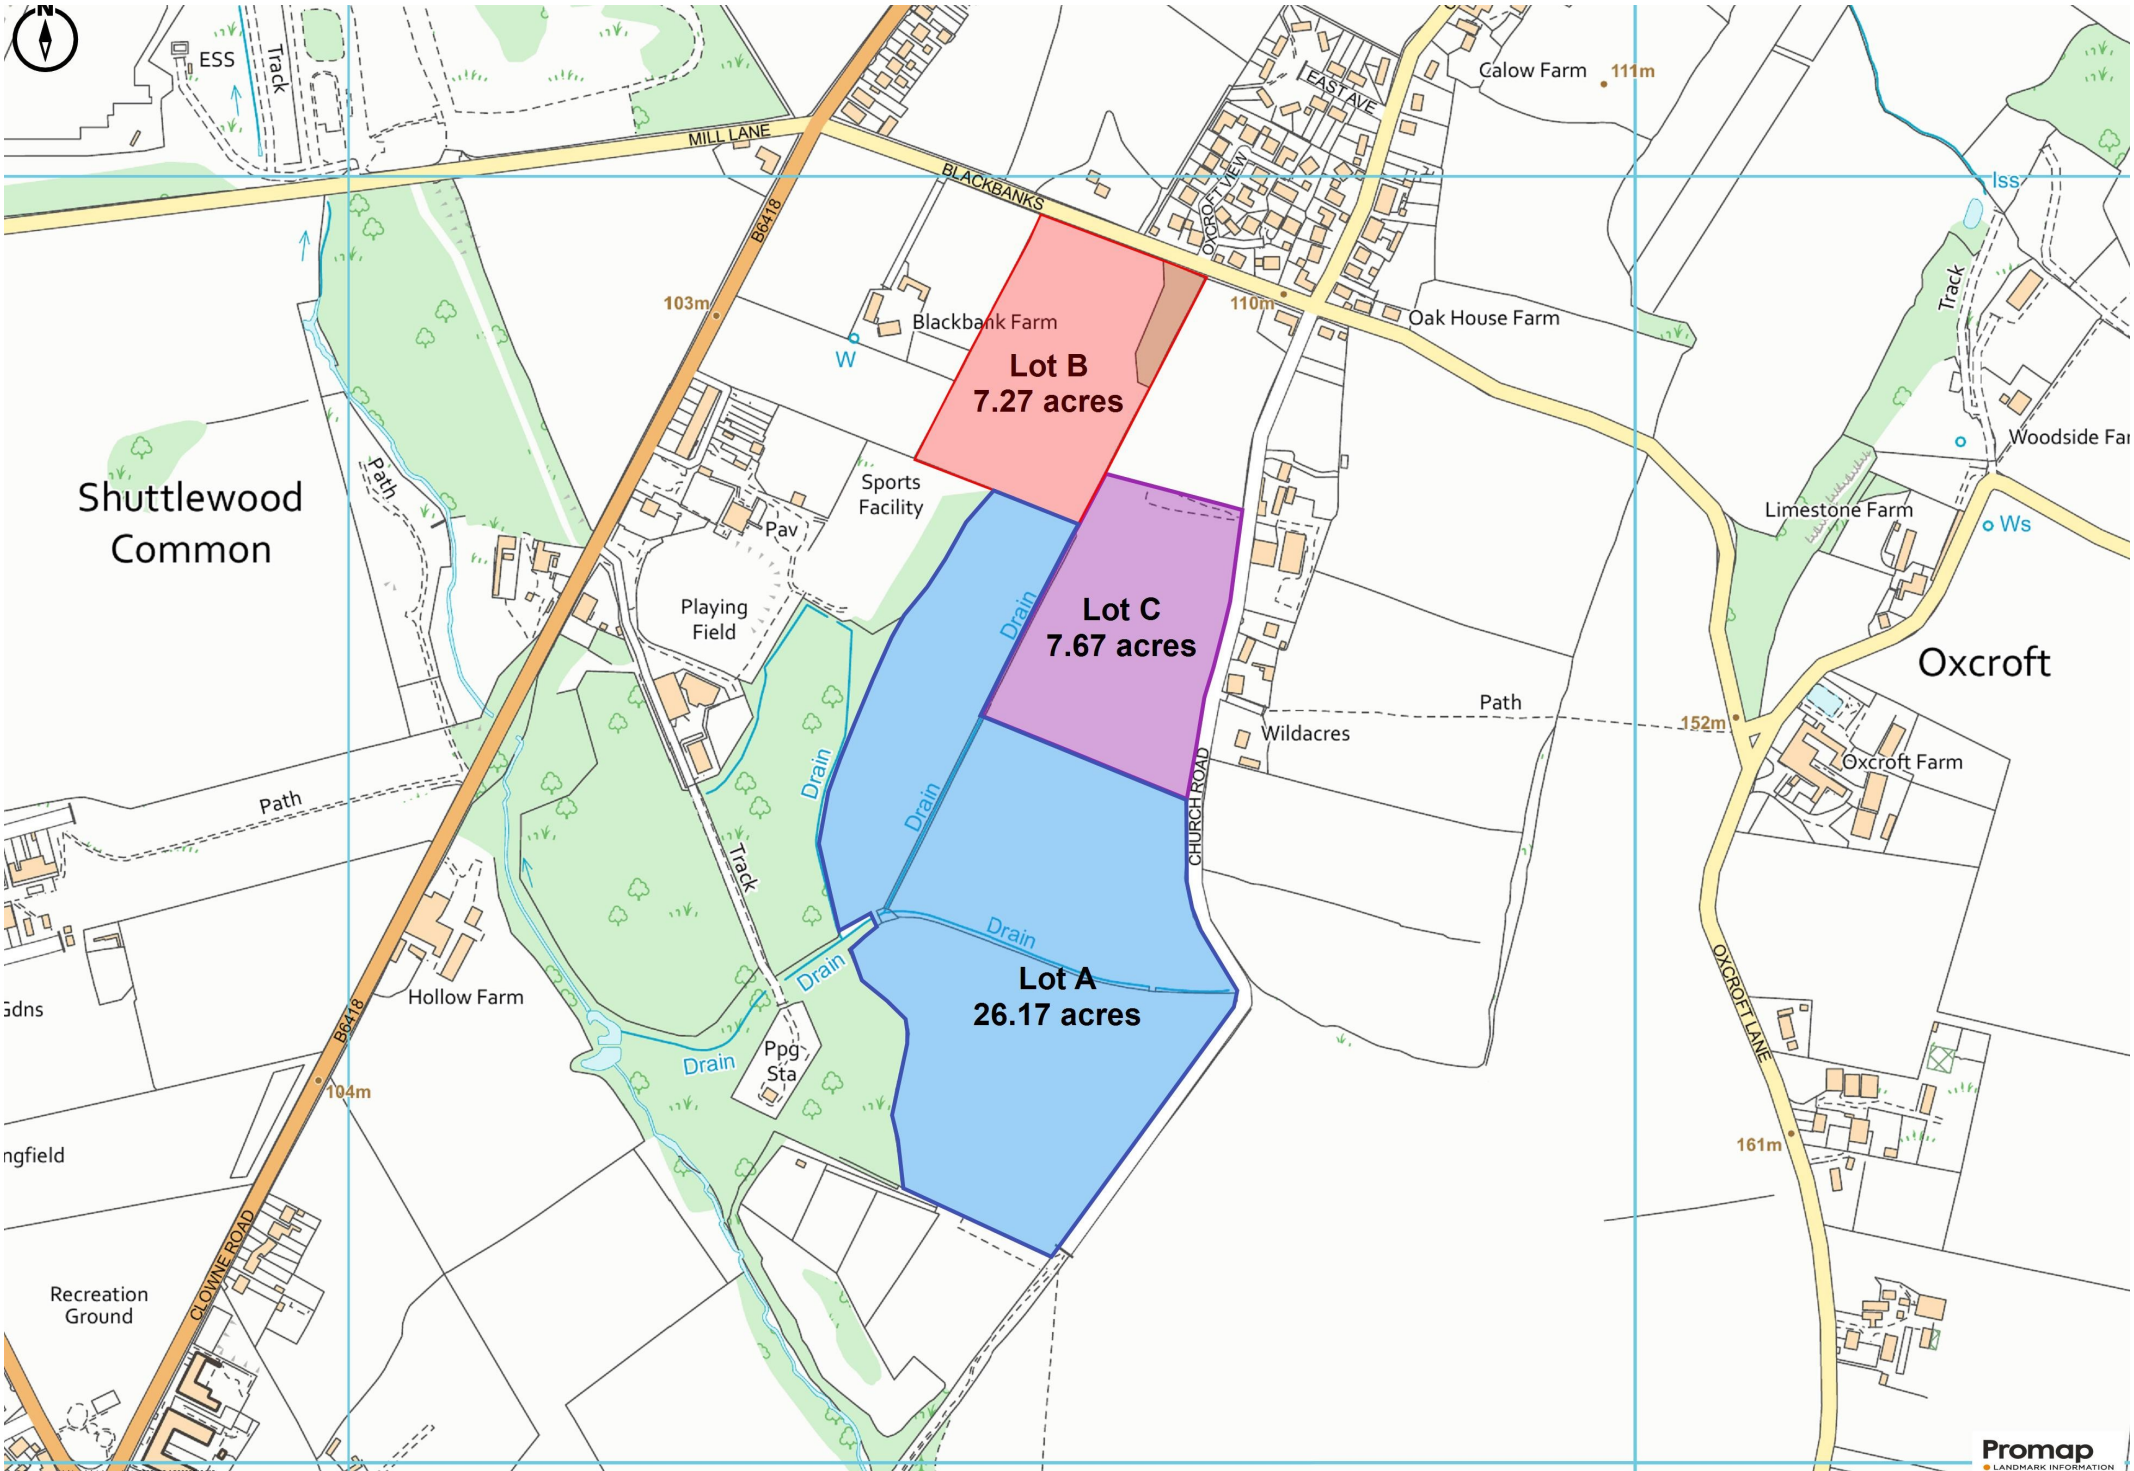 N
ESS
Track
MILL LANE
B6418
BLACKBANKS
EAST AVE
OXCROFT VIEW
Calow Farm
111m
Iss
Track
103m
W
Blackbank Farm
Lot B
7.27 acres
110m
Oak House Farm
Woodside Far
Limestone Farm
Ws
Shuttlewood
Common
Path
Sports
Facility
Pav
Playing
Field
Drain
Lot C
7.67 acres
Oxcroft
Path
152m
Wildacres
Oxcroft Farm
CHURCH ROAD
Drain
Drain
Path
Track
Drain
Lot A
26.17 acres
Drain
Hollow Farm
Gdns
B6418
Drain
Ppg
Sta
104m
OXCROFT LANE
161m
ngfield
CLOWNE ROAD
Recreation
Ground
Promap
LANDMARK INFORMATION